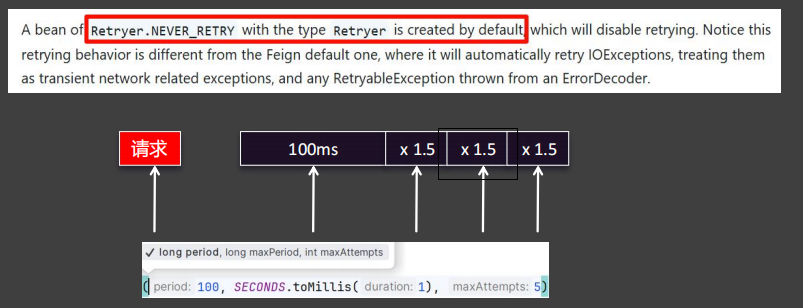 A bean of Retryer.NEVER_RETRY with the type Retryer is created by default, which will disable retrying. Notice this
retrying behavior is different from the Feign default one, where it will automatically retry IOExceptions, treating them
as transient network related exceptions, and any RetryableException thrown from an ErrorDecoder.
请求 100ms x 1.5 x 1.5 x 1.5
✓ long period, long maxPeriod, int maxAttempts
( period: 100, SECONDS.toMillis( duration: 1), maxAttempts: 5)